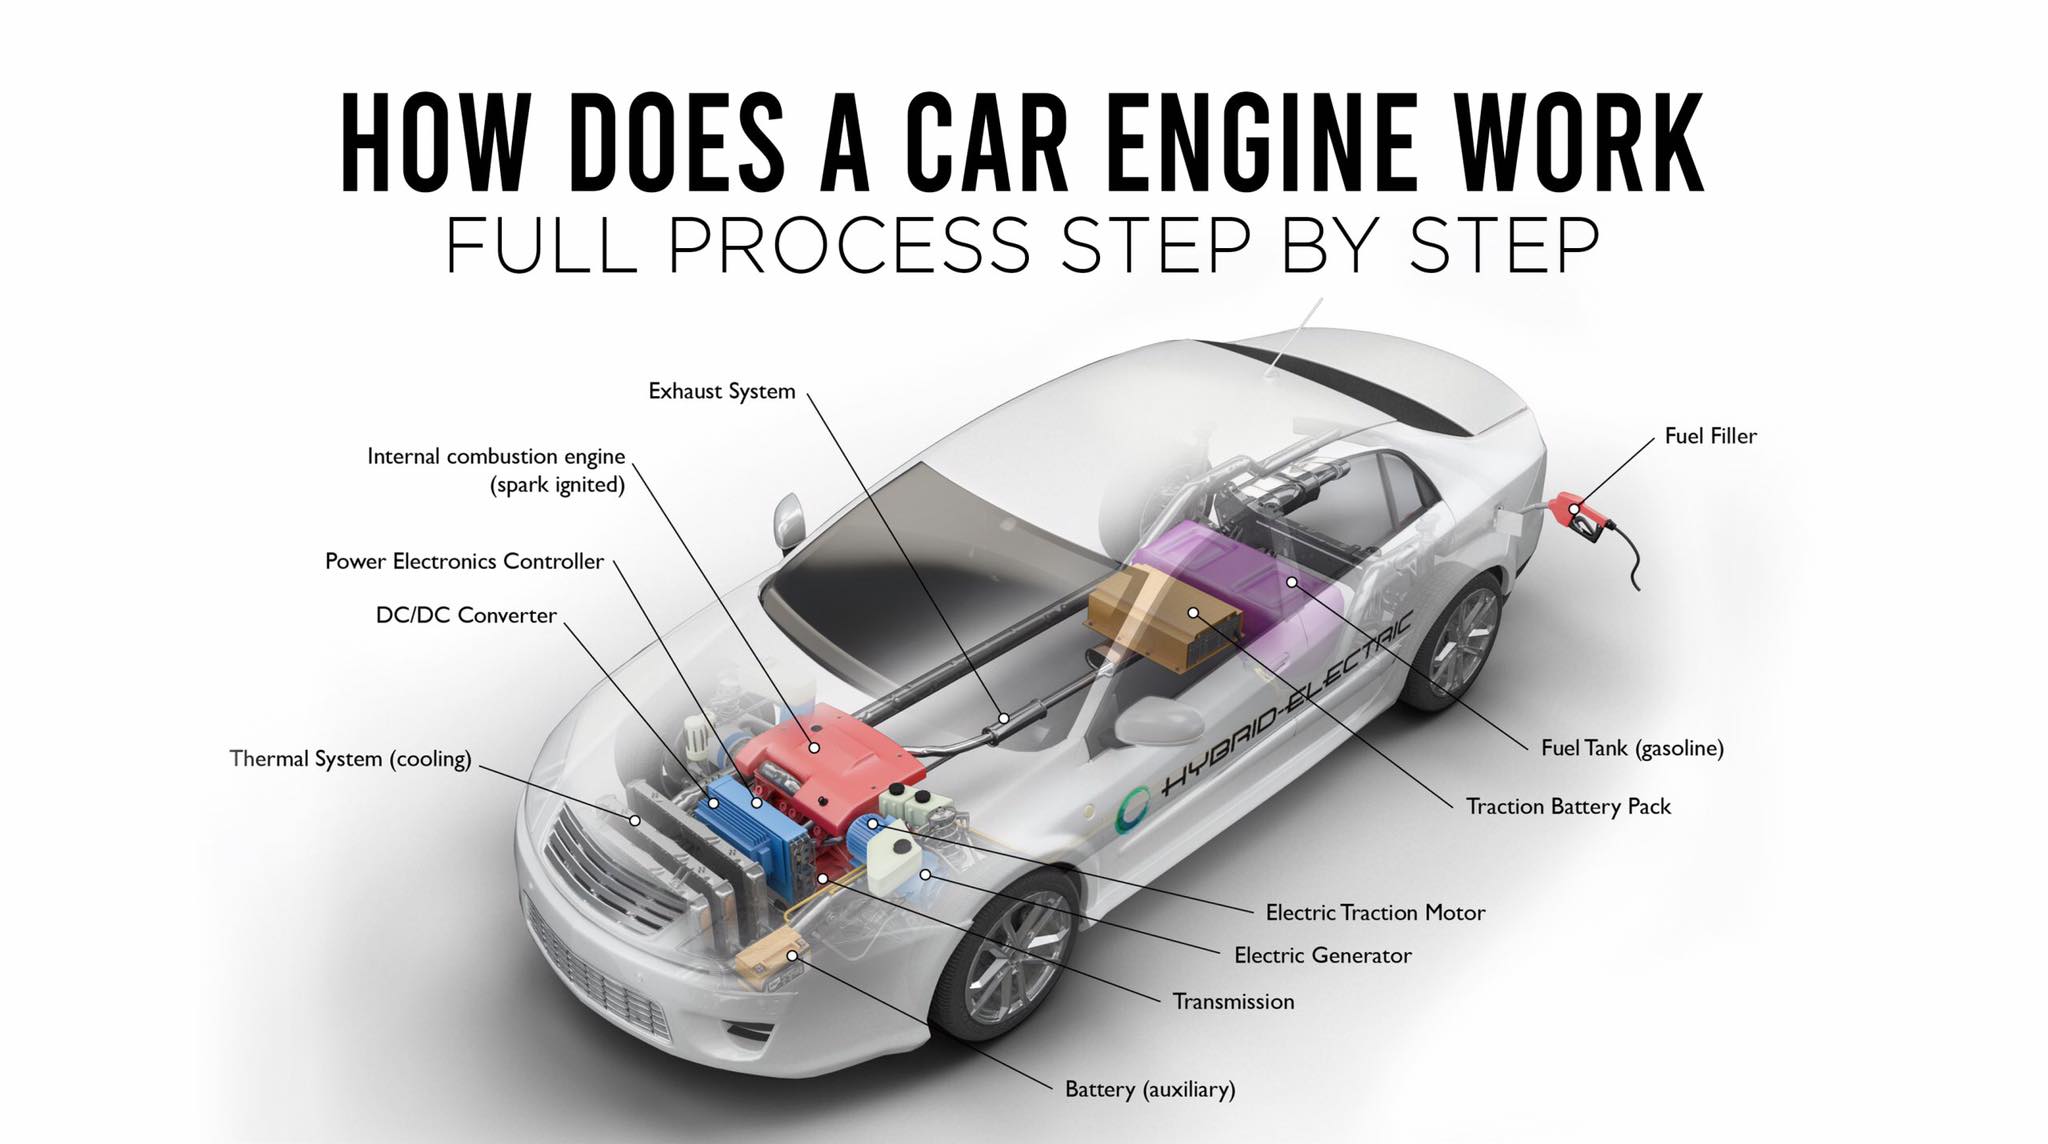 HOW DOES A CAR ENGINE WORK
FULL PROCESS STEP BY STEP
Exhaust System
Internal combustion engine
(spark ignited)
Power Electronics Controller
DC/DC Converter
Thermal System (cooling)
Fuel Filler
HYBRID-ELECTRIC
Fuel Tank (gasoline)
Traction Battery Pack
Electric Traction Motor
Electric Generator
Transmission
Battery (auxiliary)